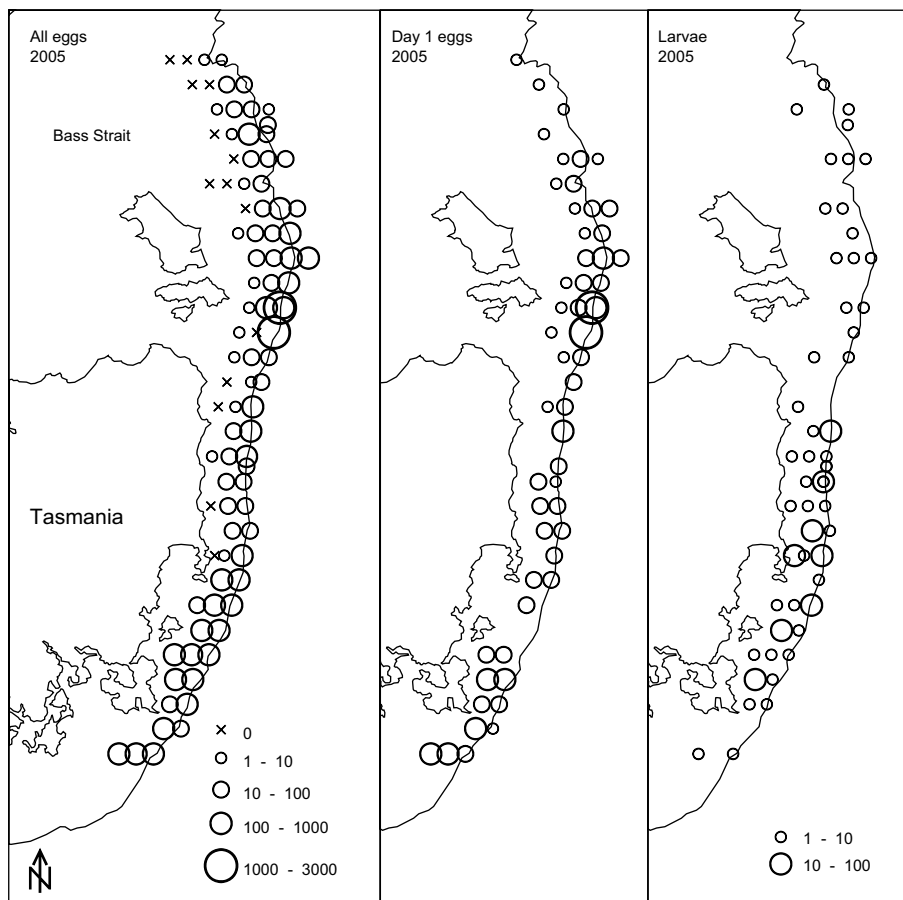 All eggs
2005
Bass Strait
Tasmania
0
1 - 10
10 - 100
100 - 1000
1000 - 3000
N
Day 1 eggs
2005
Larvae
2005
1 - 10
10 - 100